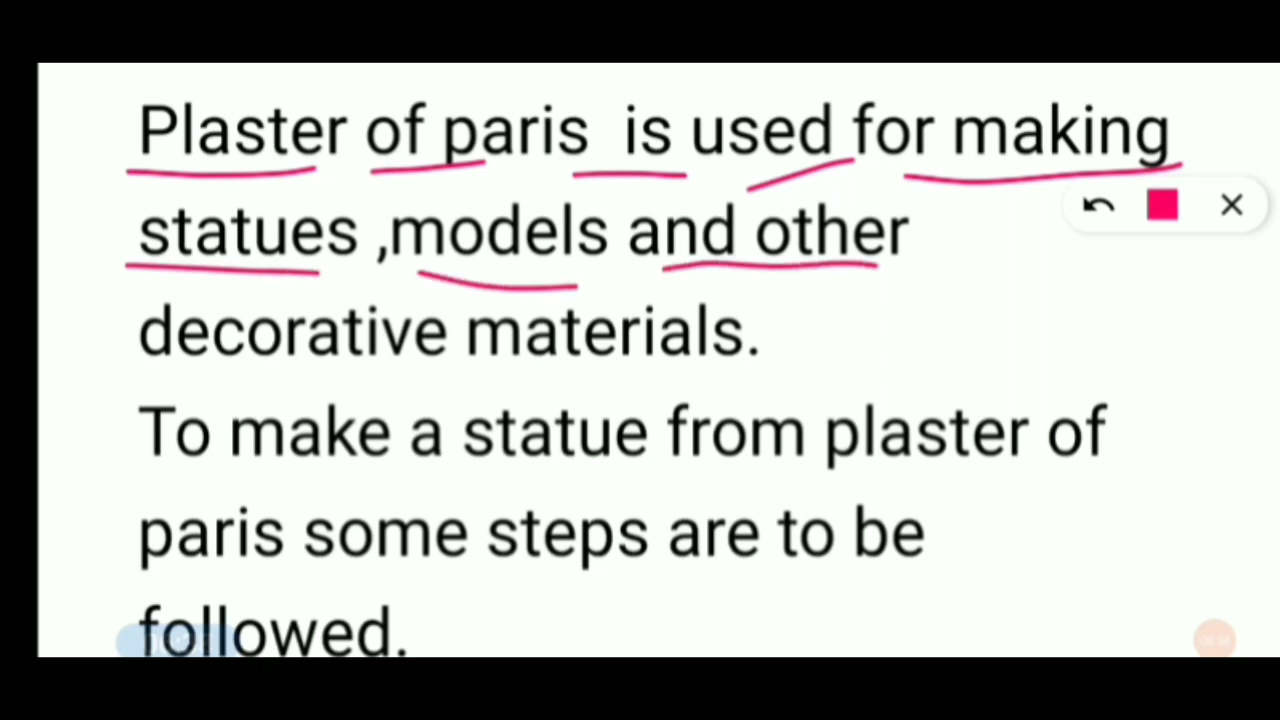 Plaster of paris is used for making
statues ,models and other
decorative materials.
To make a statue from plaster of
paris some steps are to be
followed.